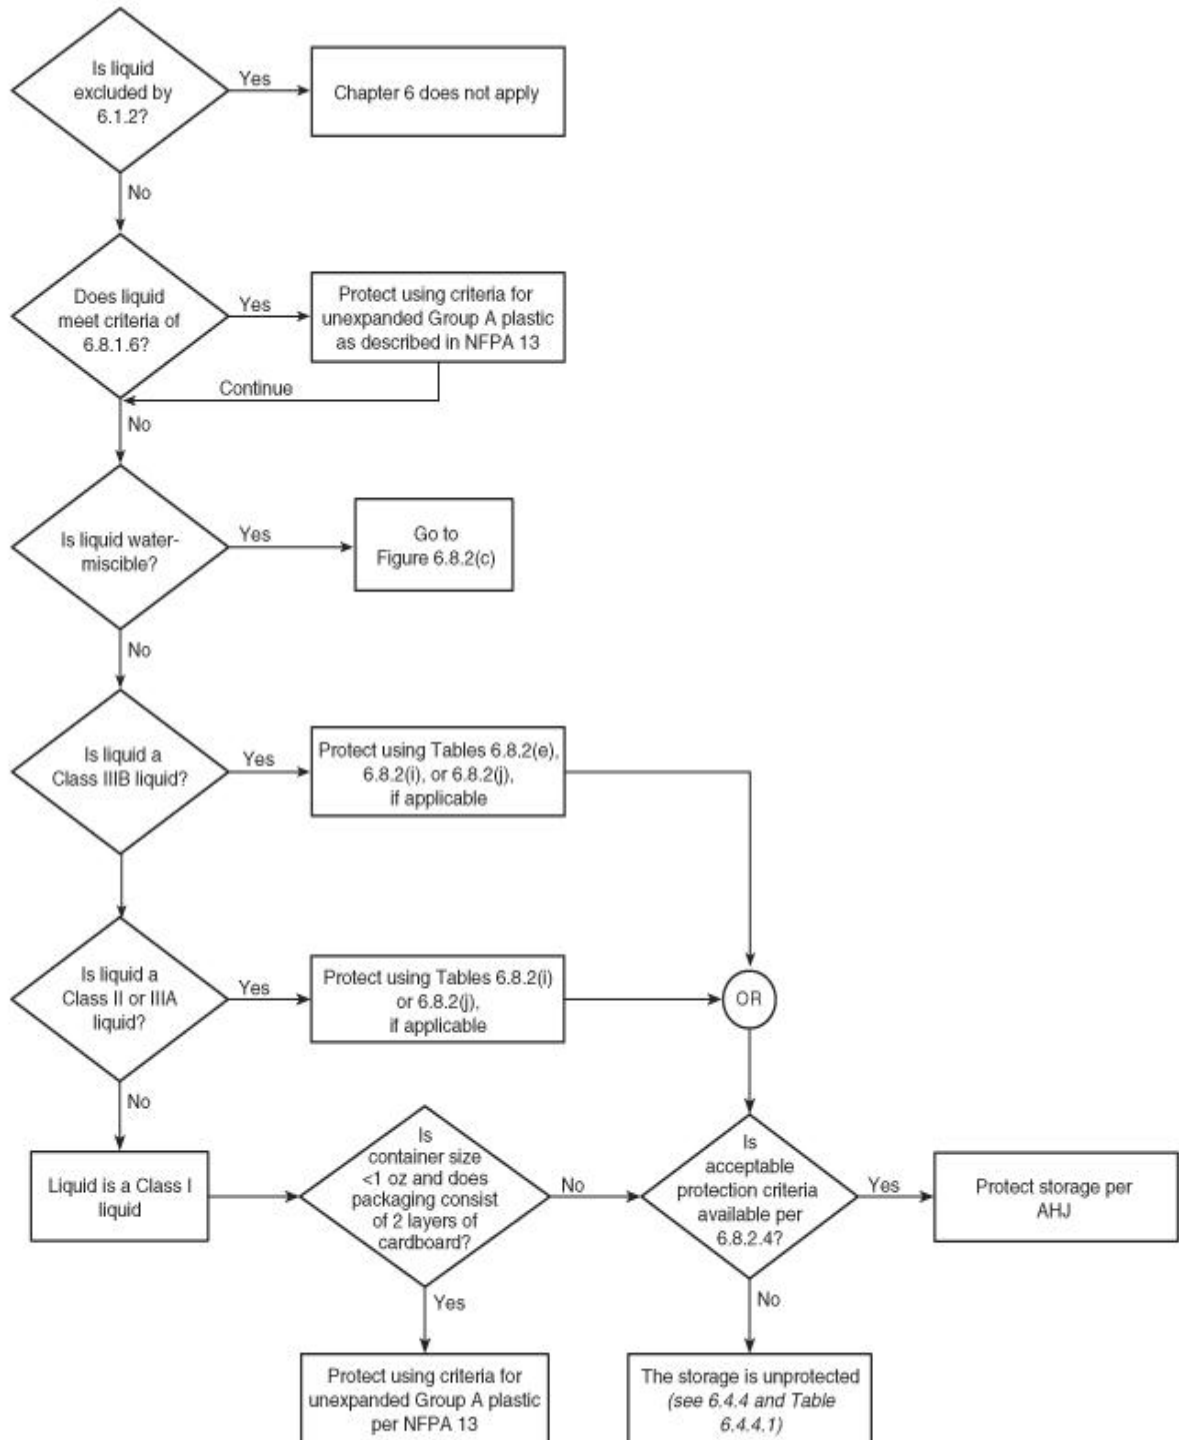 Is liquid
excluded by
6.1.2?
Yes
Chapter 6 does not apply
No
Does liquid
meet criteria of
6.8.1.6?
Yes
Protect using criteria for
unexpanded Group A plastic
as described in NFPA 13
Continue
No
Is liquid water-
miscible?
Yes
Go to
Figure 6.8.2(c)
No
Is liquid a
Class IIIB liquid?
Yes
Protect using Tables 6.8.2(e),
6.8.2(i), or 6.8.2(j),
if applicable
Is liquid a
Class II or IIIA
liquid?
Yes
Protect using Tables 6.8.2(i)
or 6.8.2(j),
if applicable
OR
No
Liquid is a Class I
liquid
Is
container size
<1 oz and does
packaging consist
of 2 layers of
cardboard?
No
Is
acceptable
protection criteria
available per
6.8.2.4?
Yes
Protect storage per
AHJ
Yes
Protect using criteria for
unexpanded Group A plastic
per NFPA 13
No
The storage is unprotected
(see 6.4.4 and Table
6.4.4.1)